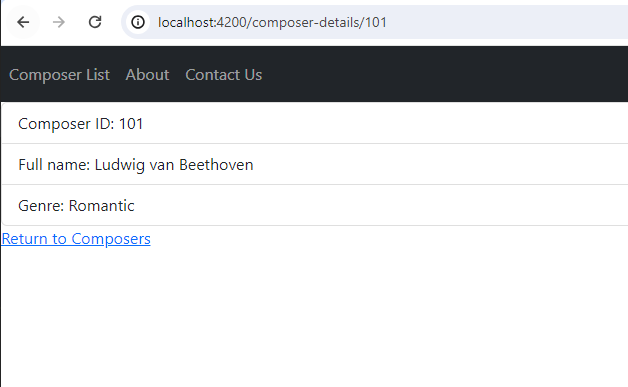 localhost:4200/composer-details/101
Composer List About Contact Us
Composer ID: 101
Full name: Ludwig van Beethoven
Genre: Romantic
Return to Composers